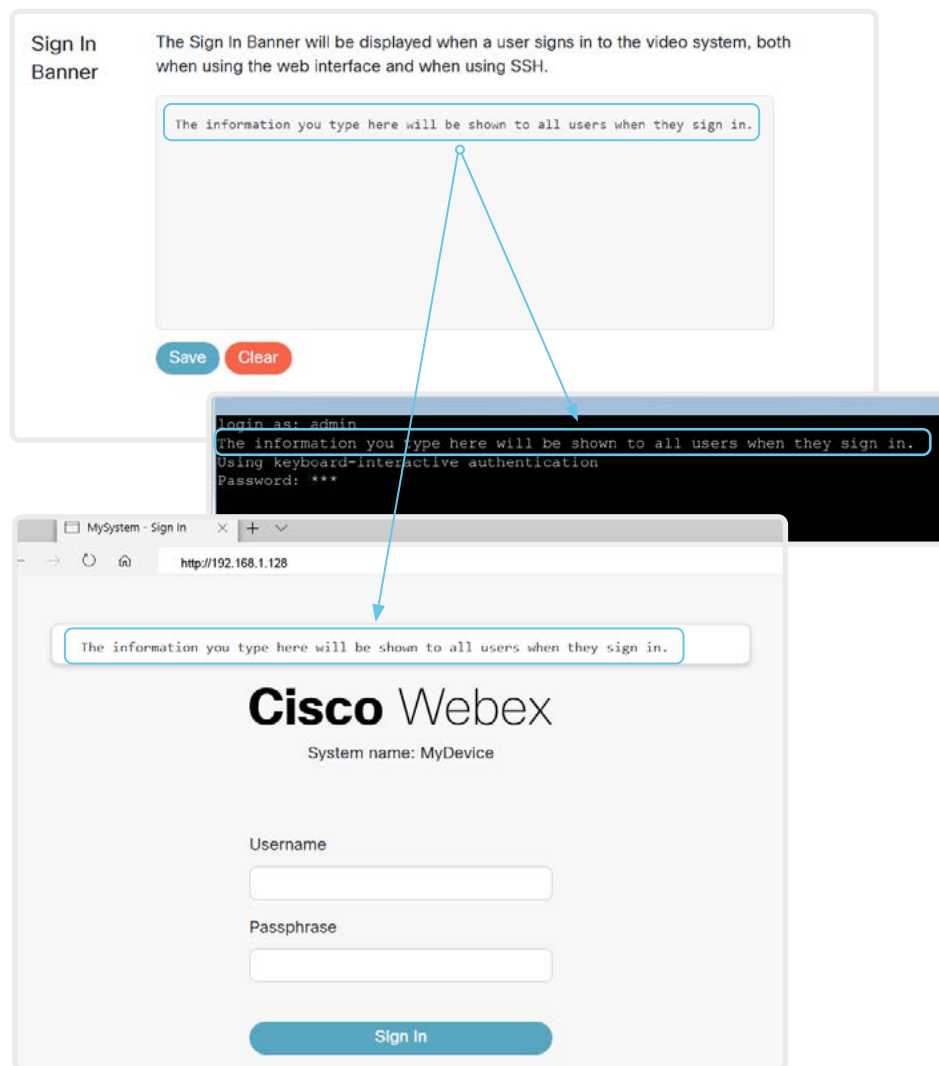 Sign In
Banner
The Sign In Banner will be displayed when a user signs in to the video system, both
when using the web interface and when using SSH.
The information you type here will be shown to all users when they sign in.
Save
Clear
login as: admin
The information you type here will be shown to all users when they sign in.
Using keyboard-interactive authentication
Password: ***
MySystem - Sign In
http://192.168.1.128
The information you type here will be shown to all users when they sign in.
Cisco Webex
System name: MyDevice
Username
Passphrase
Sign In